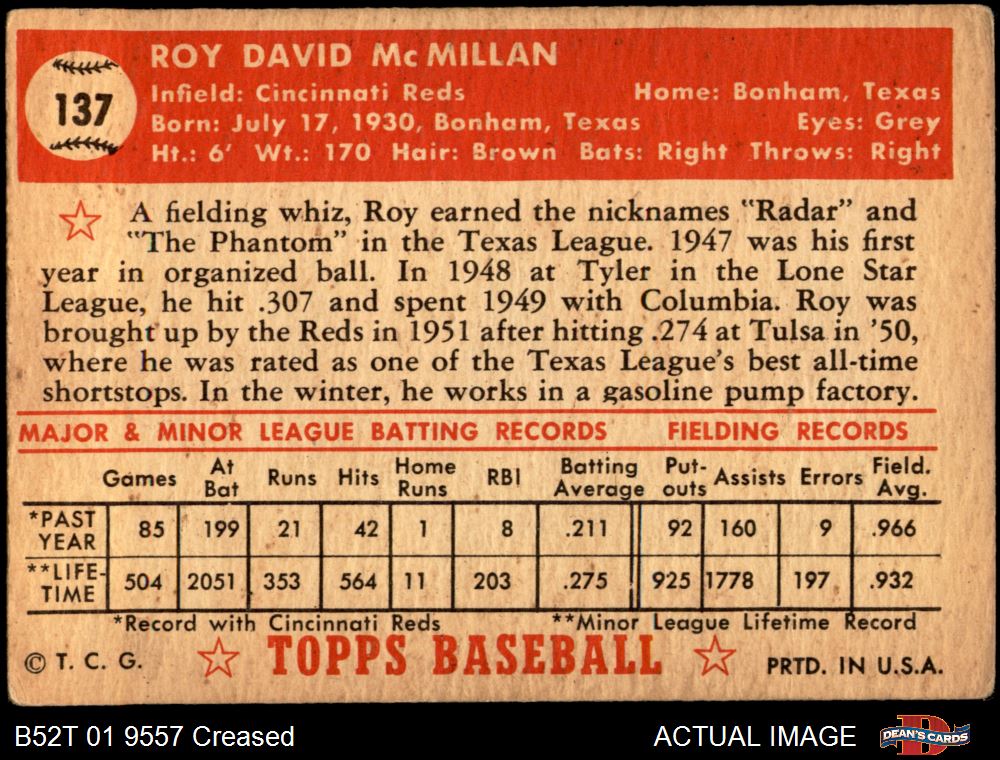 137
ROY DAVID McMILLAN
Infield: Cincinnati Reds Home: Bonham, Texas
Born: July 17, 1930, Bonham, Texas Eyes: Grey
Ht.: 6' Wt.: 170 Hair: Brown Bats: Right Throws: Right
A fielding whiz, Roy earned the nicknames "Radar" and
"The Phantom" in the Texas League. 1947 was his first
year in organized ball. In 1948 at Tyler in the Lone Star
League, he hit .307 and spent 1949 with Columbia. Roy was
brought up by the Reds in 1951 after hitting .274 at Tulsa in '50,
where he was rated as one of the Texas League's best all-time
shortstops. In the winter, he works in a gasoline pump factory.
MAJOR & MINOR LEAGUE BATTING RECORDS FIELDING RECORDS
Games At Bat Runs Hits Home Runs RBI Batting Average Put-outs Assists Errors Field. Avg.
*PAST YEAR 85 199 21 42 1 8 .211 92 160 9 .966
**LIFE-TIME 504 2051 353 564 11 203 .275 925 1778 197 .932
*Record with Cincinnati Reds **Minor League Lifetime Record
© T. C. G. TOPPS BASEBALL PRTD. IN U.S.A.
B52T 01 9557 Creased ACTUAL IMAGE DEAN'S CARDS